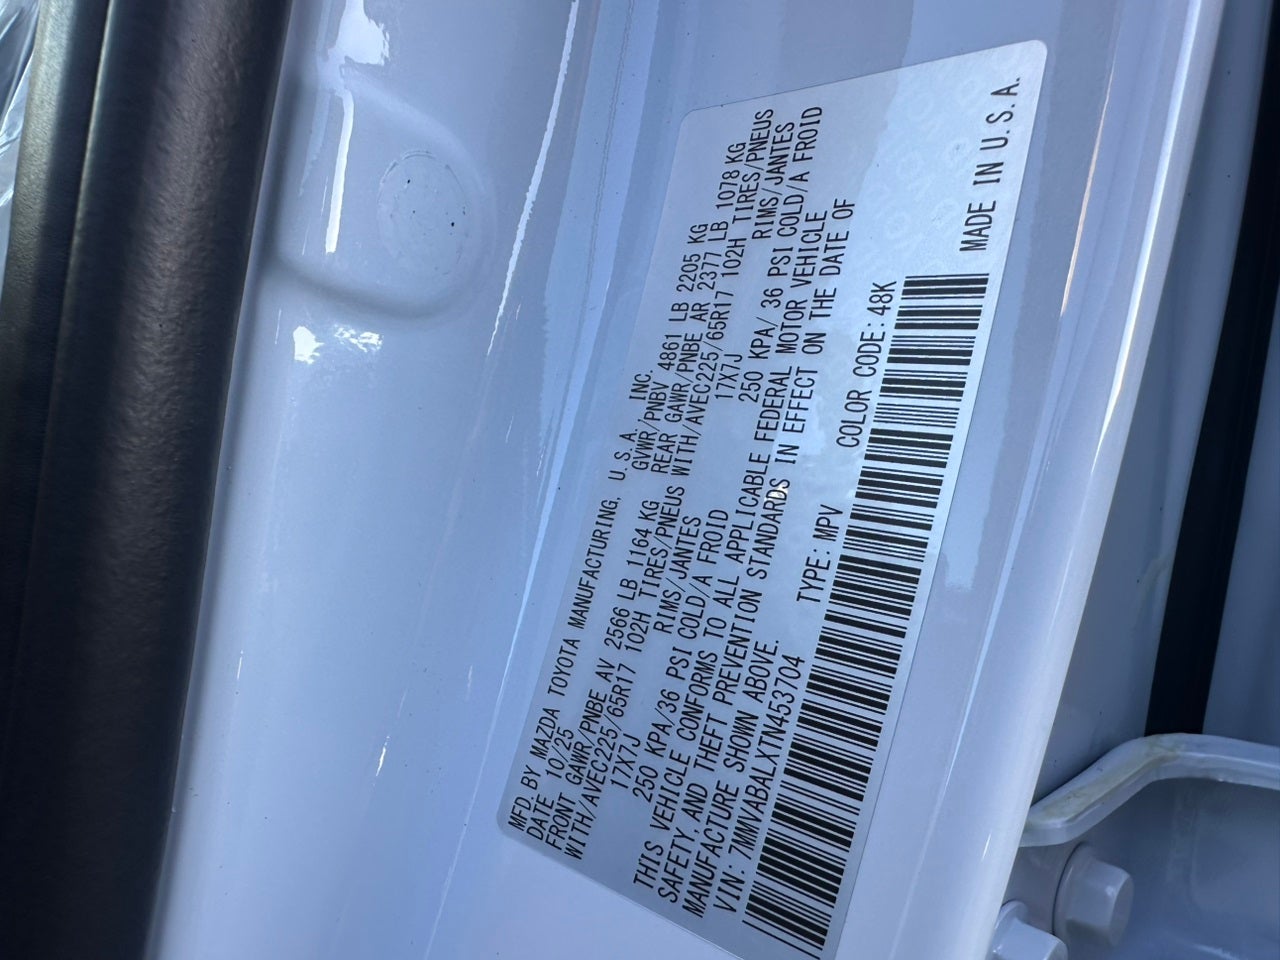 MFD. BY MAZDA TOYOTA MANUFACTURING, U.S.A. INC.
DATE 10/25 GVWR/PNBV 4861 LB 2205 KG
FRONT GAWR/PNBE AV 2566 LB 1164 KG REAR GAWR/PNBE AR 2377 LB 1078 KG
WITH/AVEC225/65R17 102H TIRES/PNEUS WITH/AVEC225/65R17 102H TIRES/PNEUS
17X7J RIMS/JANTES 17X7J RIMS/JANTES
250 KPA/36 PSI COLD/A FROID 250 KPA/ 36 PSI COLD/A FROID
THIS VEHICLE CONFORMS TO ALL APPLICABLE FEDERAL MOTOR VEHICLE
SAFETY, AND THEFT PREVENTION STANDARDS IN EFFECT ON THE DATE OF
MANUFACTURE SHOWN ABOVE.
VIN: 7MMVABALXTN453704 TYPE: MPV COLOR CODE: 48K
MADE IN U.S.A.